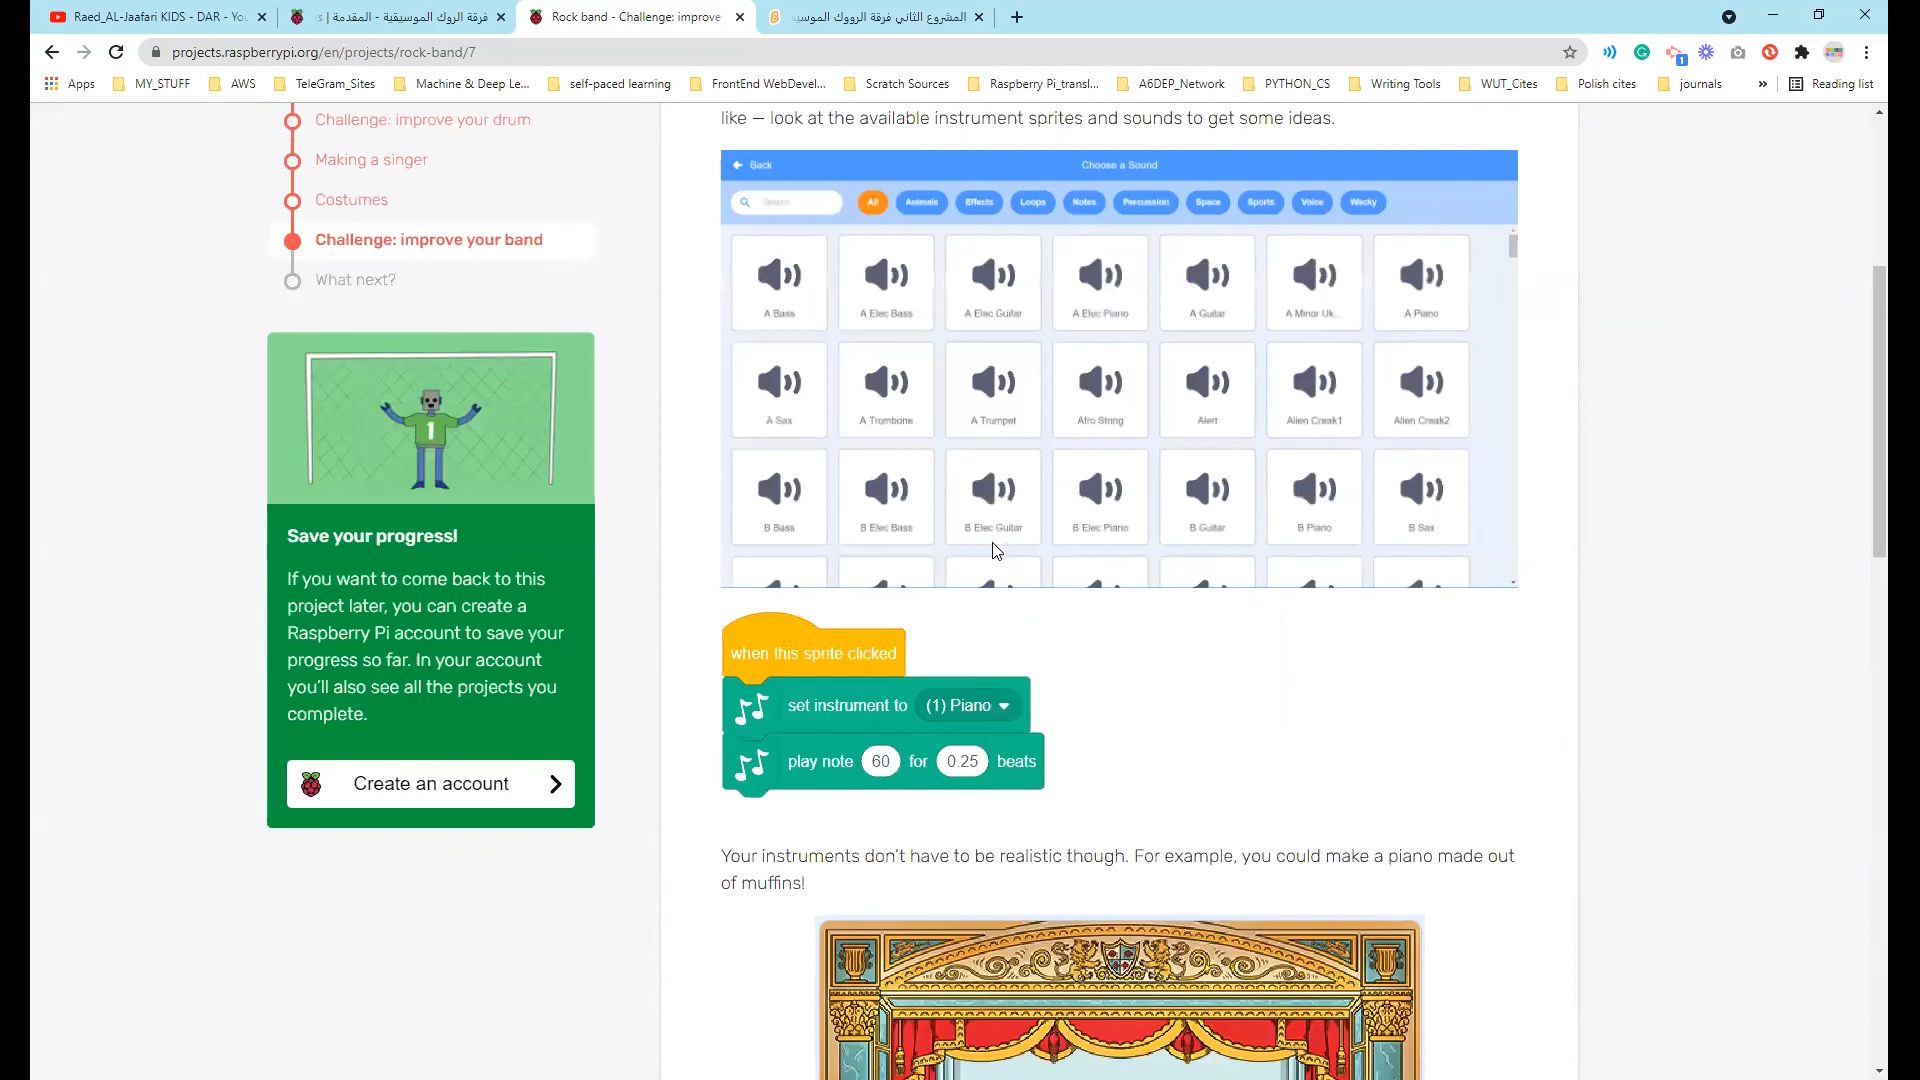 Raed_AL-Jaafari KIDS - DAR - You
فرقة الروك الموسيقية - المقدمة | s
Rock band - Challenge: improve
المشروع الثاني فرقة الرووك الموسي
projects.raspberrypi.org/en/projects/rock-band/7
1
Apps
MY_STUFF
AWS
TeleGram_Sites
Machine & Deep Le...
self-paced learning
FrontEnd WebDevel...
Scratch Sources
Raspberry Pi_transl...
A6DEP_Network
PYTHON_CS
Writing Tools
WUT_Cites
Polish cites
journals
»
Reading list
Challenge: improve your drum
Making a singer
Costumes
Challenge: improve your band
What next?
1
Save your progress!
If you want to come back to this
project later, you can create a
Raspberry Pi account to save your
progress so far. In your account
you'll also see all the projects you
complete.
Create an account
like — look at the available instrument sprites and sounds to get some ideas.
Back
Choose a Sound
Search
All
Animals
Effects
Loops
Notes
Percussion
Space
Sports
Voice
Wacky
A Bass
A Elec Bass
A Elec Guitar
A Elec Piano
A Guitar
A Minor Uk...
A Piano
A Sax
A Trombone
A Trumpet
Afro String
Alert
Alien Creak1
Alien Creak2
B Bass
B Elec Bass
B Elec Guitar
B Elec Piano
B Guitar
B Piano
B Sax
when this sprite clicked
set instrument to (1) Piano
play note 60 for 0.25 beats
Your instruments don't have to be realistic though. For example, you could make a piano made out
of muffins!